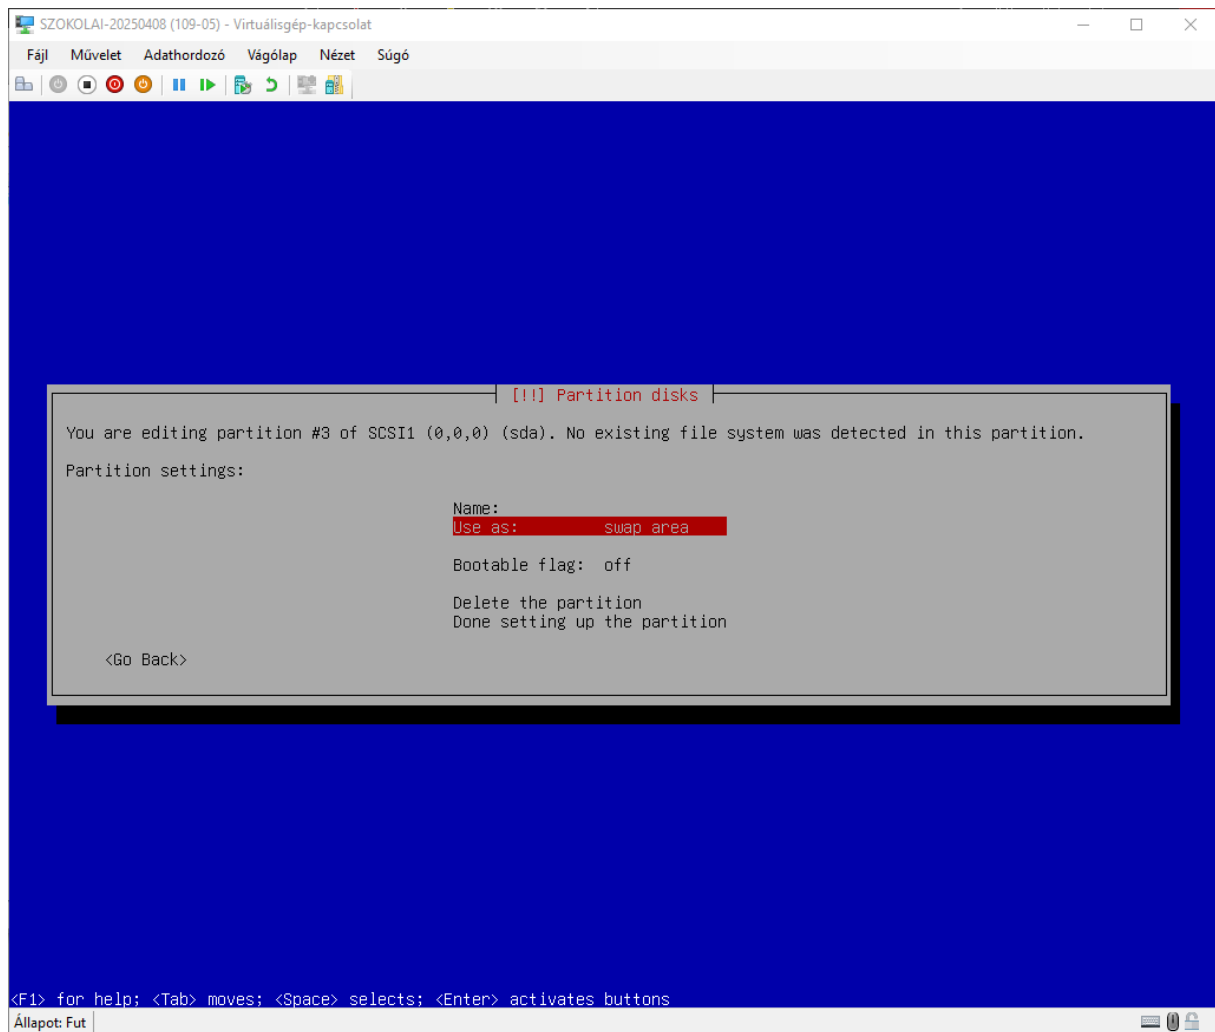 SZOKOLAI-20250408 (109-05) - Virtuálisgép-kapcsolat
Fájl Művelet Adathordozó Vágólap Nézet Súgó
[!!] Partition disks
You are editing partition #3 of SCSI1 (0,0,0) (sda). No existing file system was detected in this partition.
Partition settings:
Name:
Use as: swap area
Bootable flag: off
Delete the partition
Done setting up the partition
<Go Back>
<F1> for help; <Tab> moves; <Space> selects; <Enter> activates buttons
Állapot: Fut